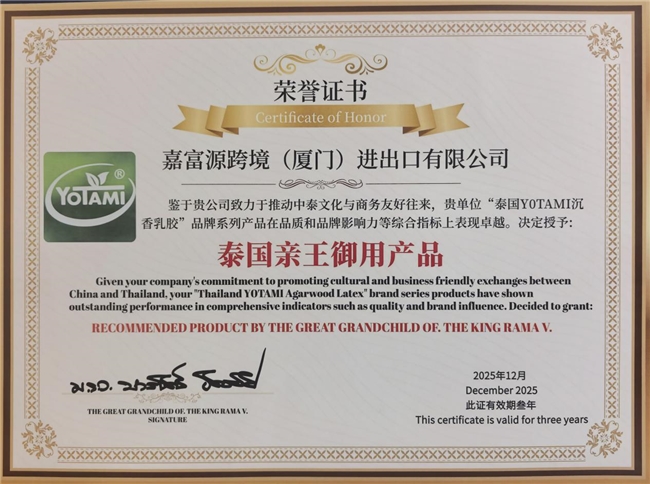 荣誉证书
Certificate of Honor
嘉富源跨境（厦门）进出口有限公司
YOTAMI®
鉴于贵公司致力于推动中泰文化与商务友好往来，贵单位“泰国YOTAMI沉
香乳胶”品牌系列产品在品质和品牌影响力等综合指标上表现卓越。决定授予:
泰国亲王御用产品
Given your company's commitment to promoting cultural and business friendly exchanges between
China and Thailand, your "Thailand YOTAMI Agarwood Latex" brand series products have shown
outstanding performance in comprehensive indicators such as quality and brand influence. Decided to grant:
RECOMMENDED PRODUCT BY THE GREAT GRANDCHILD OF. THE KING RAMA V.
THE GREAT GRANDCHILD OF. THE KING RAMA V.
SIGNATURE
2025年12月
December 2025
此证有效期叁年
This certificate is valid for three years